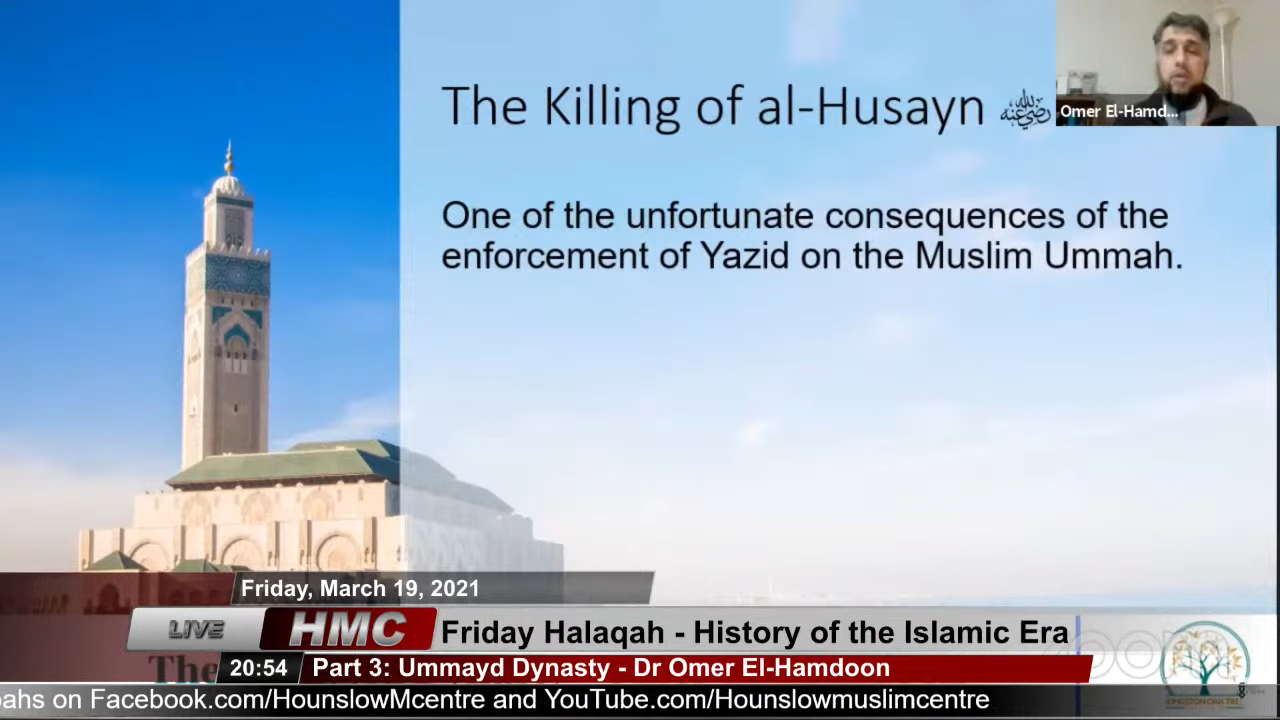 The Killing of al-Husayn رضي الله عنه
Omer El-Hamd...
One of the unfortunate consequences of the
enforcement of Yazid on the Muslim Ummah.
Friday, March 19, 2021
LIVE HMC Friday Halaqah - History of the Islamic Era
zoom
The
20:54 Part 3: Ummayd Dynasty - Dr Omer El-Hamdoon
on Facebook.com/HounslowMcentre and YouTube.com/Hounslowmuslimcentre